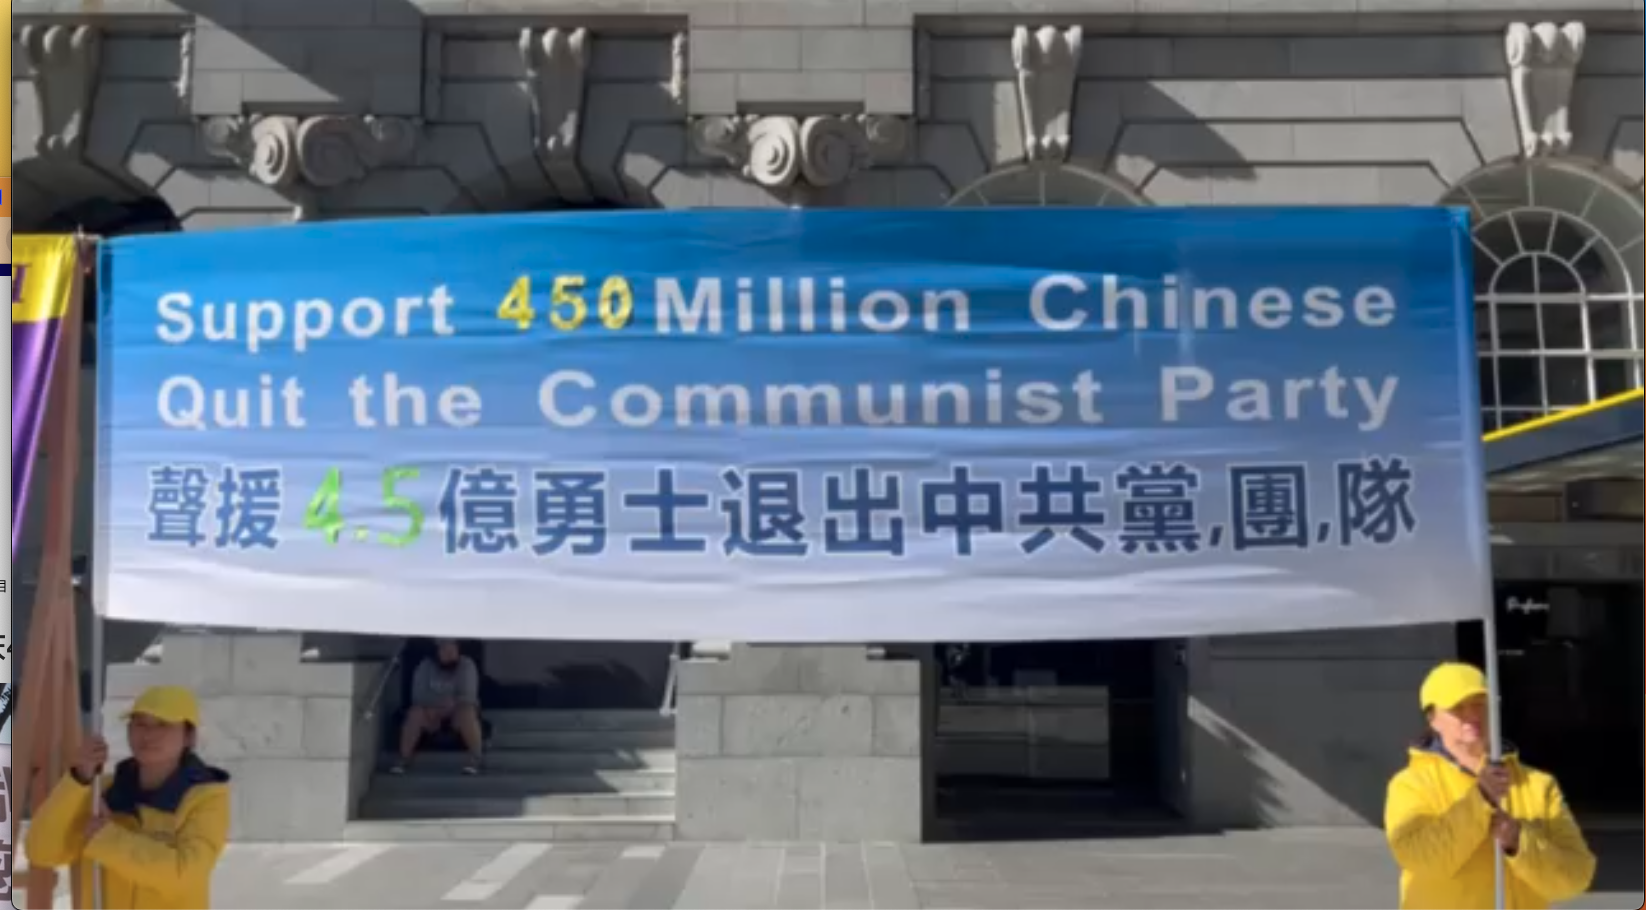 Support 450 Million Chinese
Quit the Communist Party
聲援4.5億勇士退出中共黨,團,隊